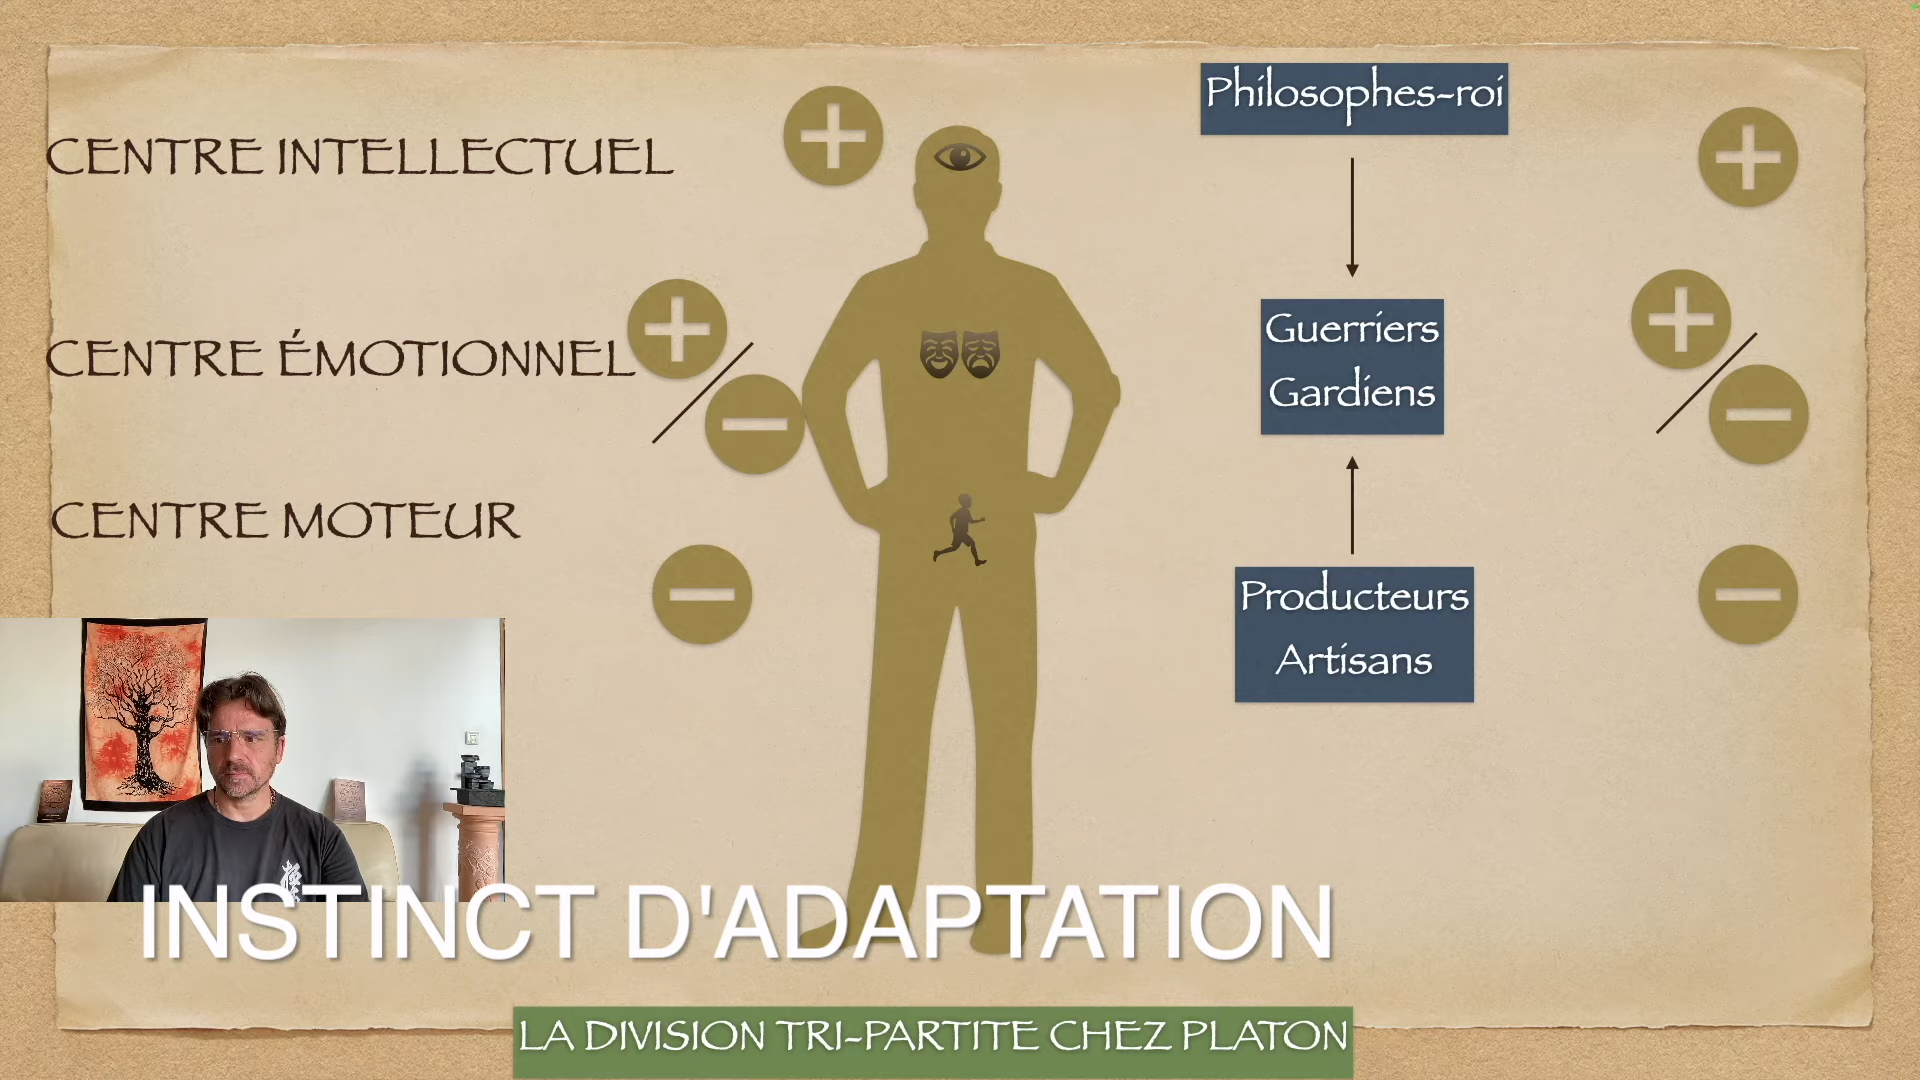 CENTRE INTELLECTUEL
CENTRE ÉMOTIONNEL
CENTRE MOTEUR
Philosophes-roi
Guerriers
Gardiens
Producteurs
Artisans
INSTINCT D'ADAPTATION
LA DIVISION TRI-PARTITE CHEZ PLATON